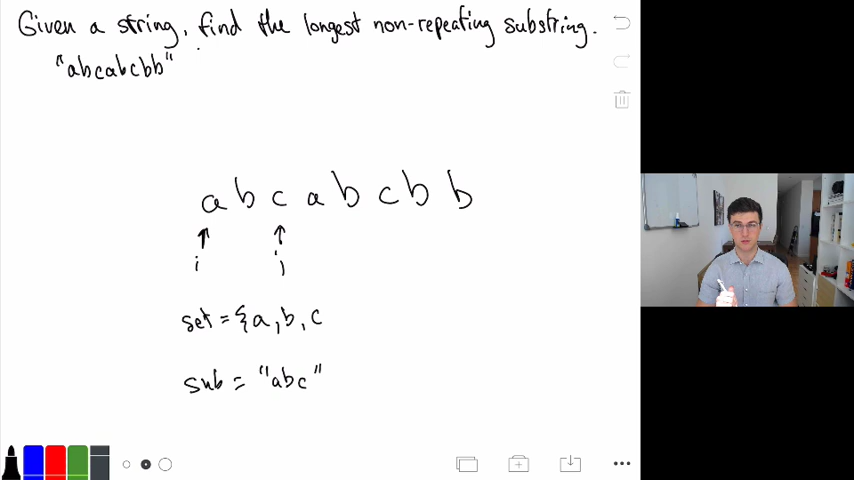 Given a string, find the longest non-repeating substring.
"abcabcbb"
a b c a b c b b
i j
set = {a, b, c
sub = "abc"